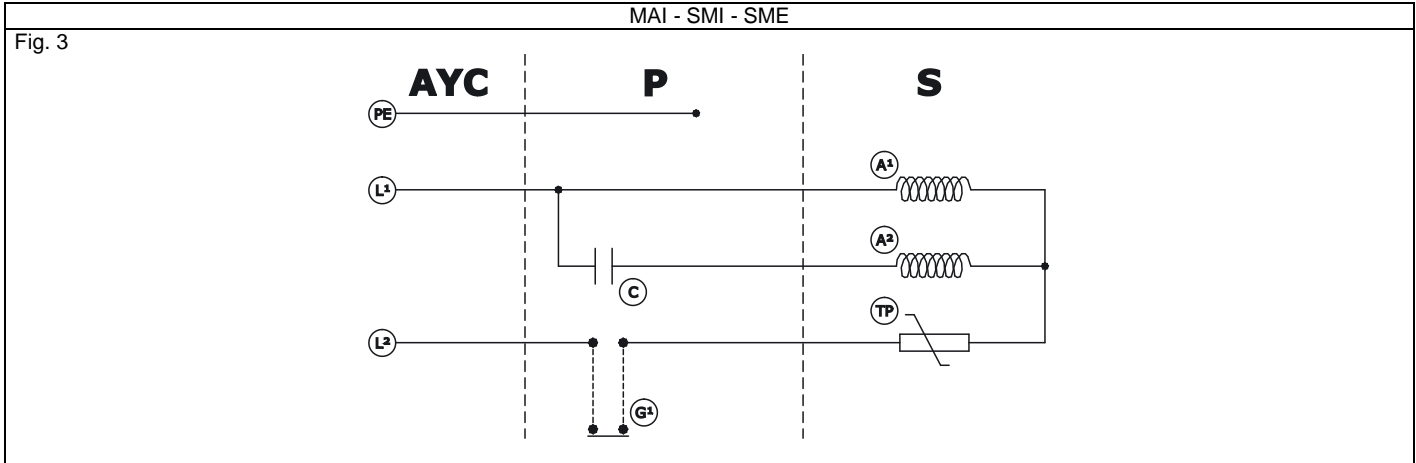 MAI - SMI - SME
Fig. 3
AYC P S
PE
A¹
L¹
A²
C
TP
L²
G¹